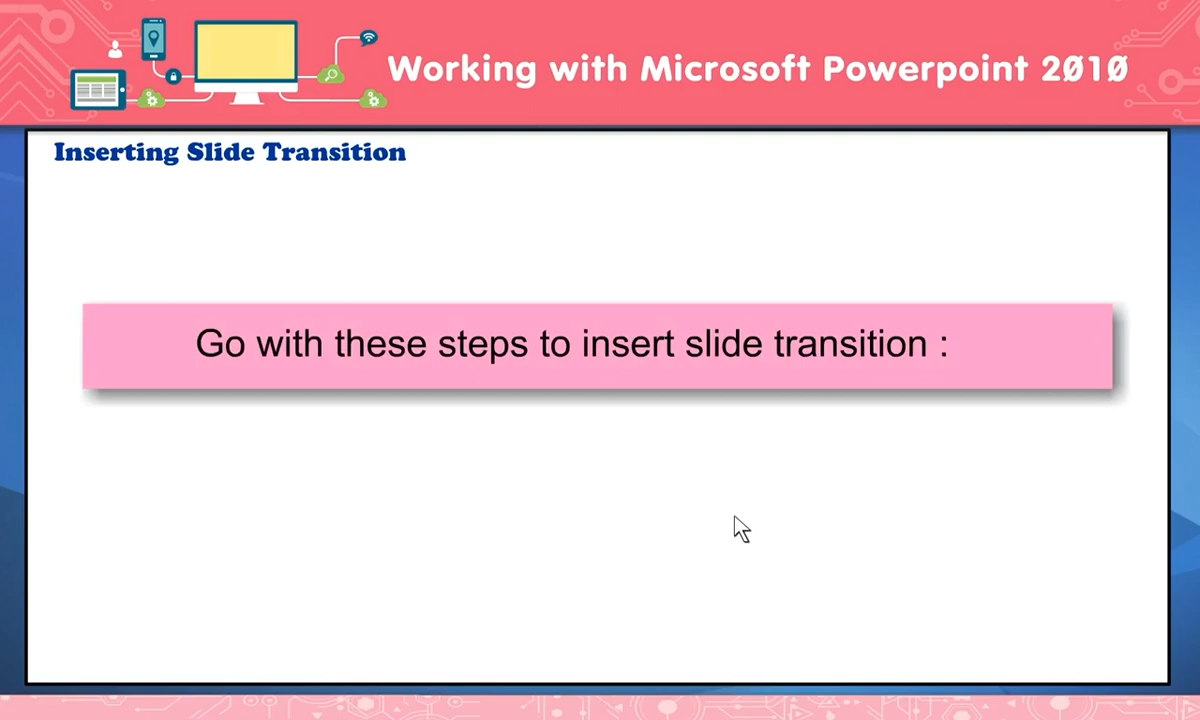 Working with Microsoft Powerpoint 2010
Inserting Slide Transition
Go with these steps to insert slide transition :